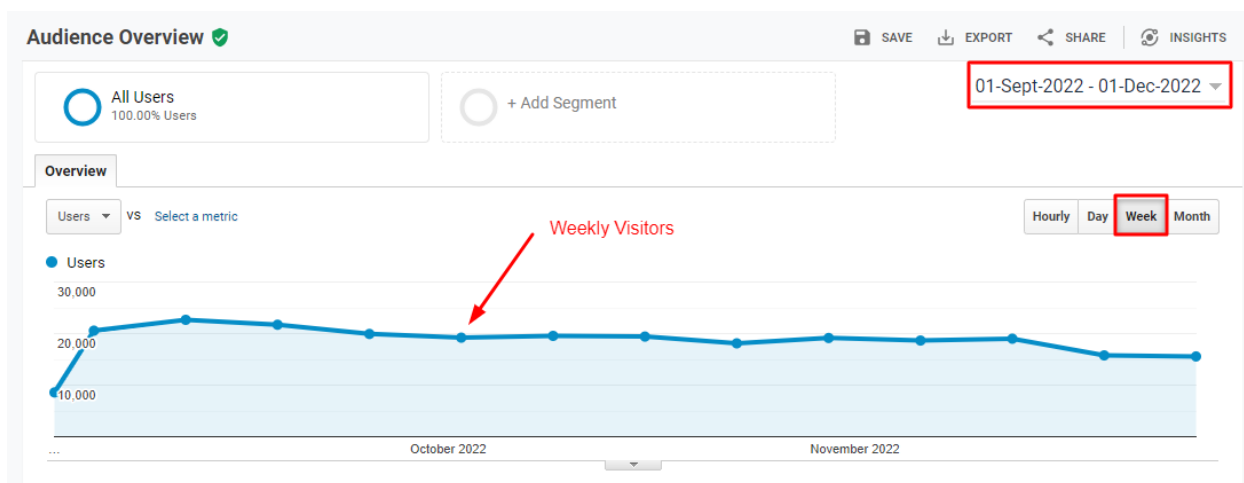 Audience Overview
SAVE EXPORT SHARE INSIGHTS
All Users
100.00% Users
+ Add Segment
01-Sept-2022 - 01-Dec-2022
Overview
Users VS Select a metric
Weekly Visitors
Hourly Day Week Month
Users
30,000
20,000
10,000
... October 2022 November 2022